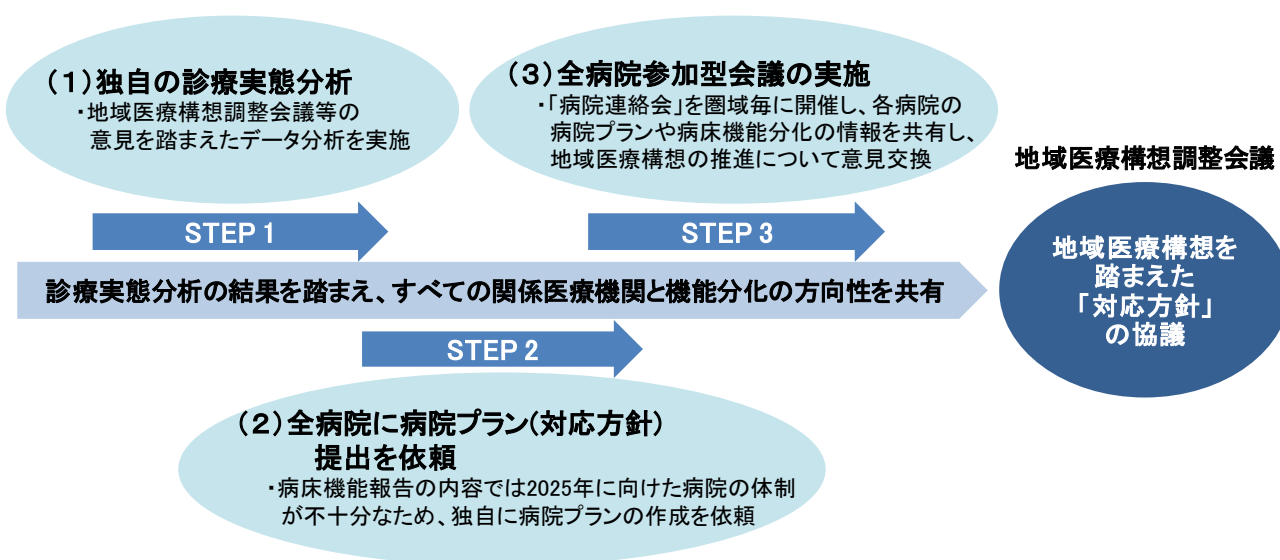 (1)独自の診療実態分析
・地域医療構想調整会議等の
意見を踏まえたデータ分析を実施
(3)全病院参加型会議の実施
・「病院連絡会」を圏域毎に開催し、各病院の
病院プランや病床機能分化の情報を共有し、
地域医療構想の推進について意見交換
地域医療構想調整会議
STEP 1
STEP 3
地域医療構想を
踏まえた
「対応方針」
の協議
診療実態分析の結果を踏まえ、すべての関係医療機関と機能分化の方向性を共有
STEP 2
(2)全病院に病院プラン(対応方針)
提出を依頼
・病床機能報告の内容では2025年に向けた病院の体制
が不十分なため、独自に病院プランの作成を依頼